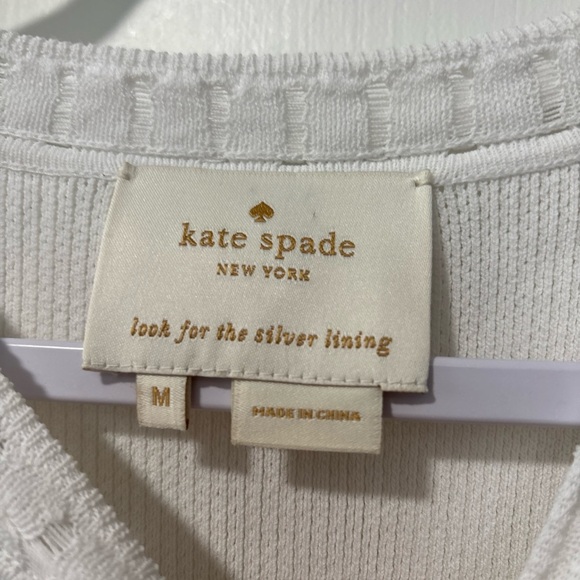 kate spade
NEW YORK
look for the silver lining
M
MADE IN CHINA